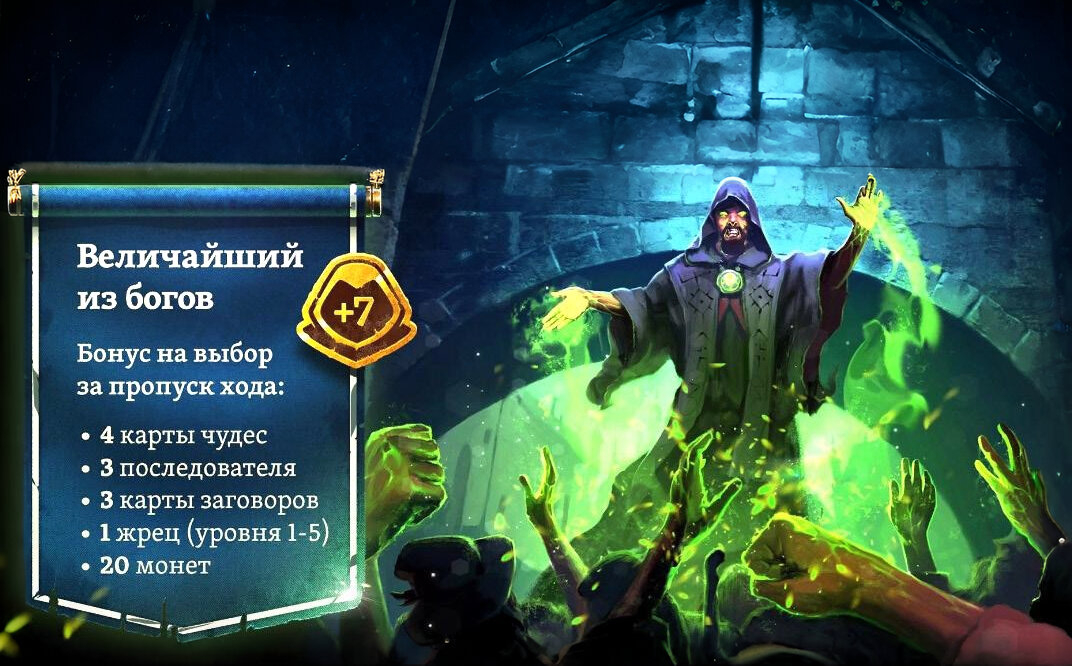 Величайший
из богов
+7
Бонус на выбор
за пропуск хода:
• 4 карты чудес
• 3 последователя
• 3 карты заговоров
• 1 жрец (уровня 1-5)
• 20 монет